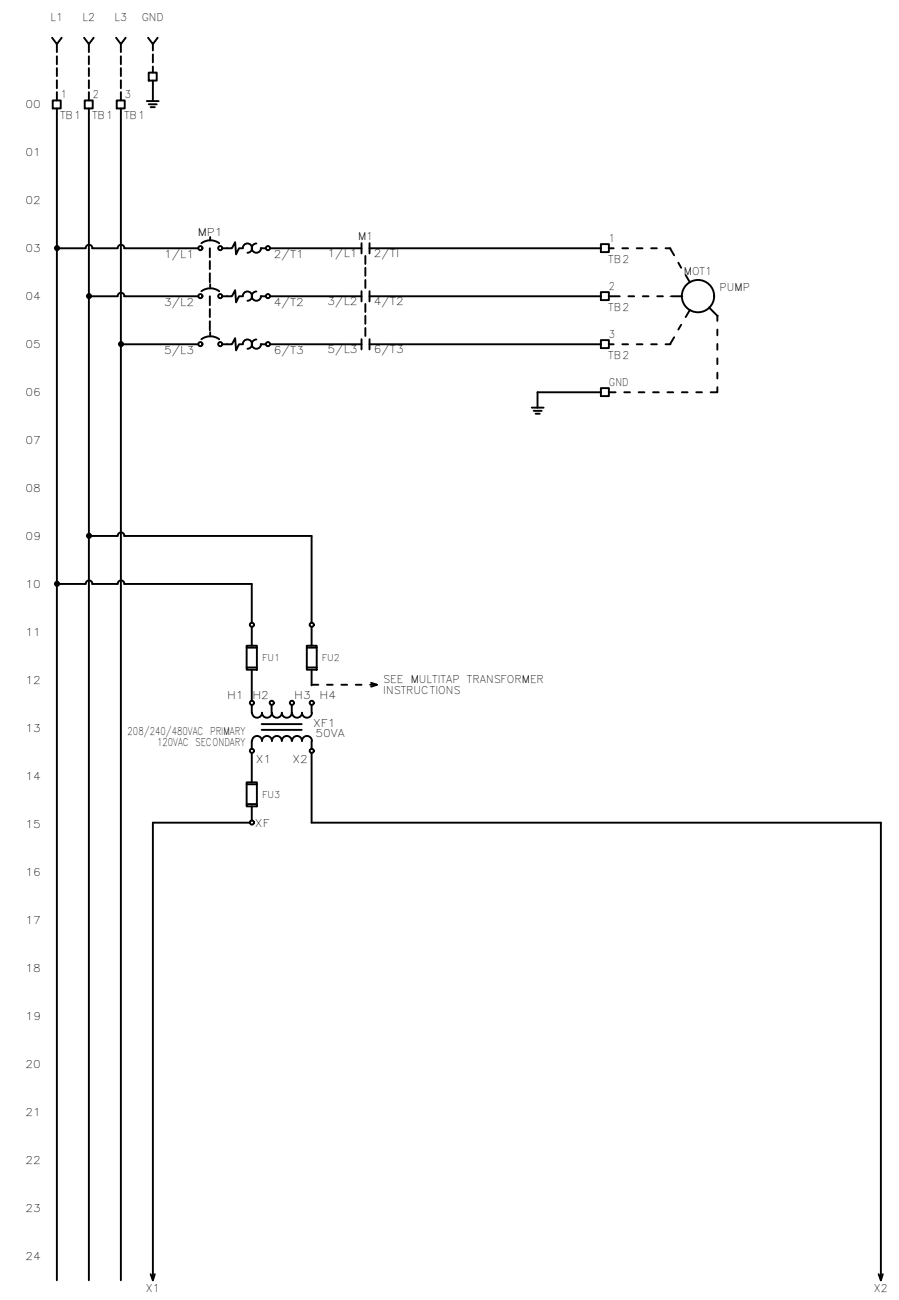 L1 L2 L3 GND
1 2 3
00 TB1 TB1 TB1
01
02
MP1 M1 1
03 1/L1 2/T1 1/L1 2/T1 TB2
MOT1
2 PUMP
04 3/L2 4/T2 3/L2 4/T2 TB2
3
05 5/L3 6/T3 5/L3 6/T3 TB2
GND
06
07
08
09
10
11
FU1 FU2
12 SEE MULTITAP TRANSFORMER
INSTRUCTIONS
H1 H2 H3 H4
XF1
13 208/240/480VAC PRIMARY 50VA
120VAC SECONDARY
X1 X2
14
FU3
15 XF
16
17
18
19
20
21
22
23
24
X1 X2